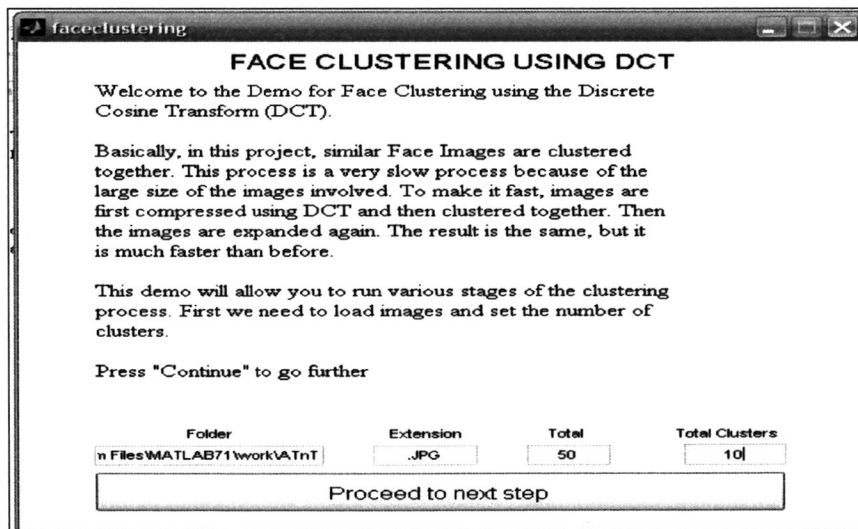 faceclustering
FACE CLUSTERING USING DCT
Welcome to the Demo for Face Clustering using the Discrete
Cosine Transform (DCT).
Basically, in this project, similar Face Images are clustered
together. This process is a very slow process because of the
large size of the images involved. To make it fast, images are
first compressed using DCT and then clustered together. Then
the images are expanded again. The result is the same, but it
is much faster than before.
This demo will allow you to run various stages of the clustering
process. First we need to load images and set the number of
clusters.
Press "Continue" to go further
Folder Extension Total Total Clusters
n Files\MATLAB71\work\ATnT .JPG 50 10
Proceed to next step